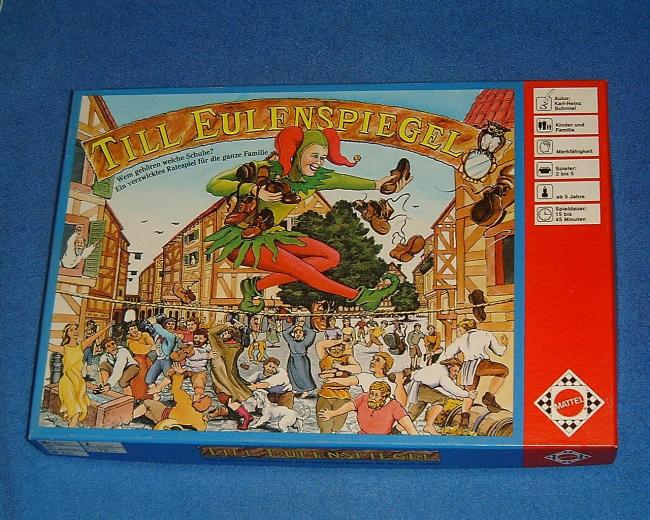 TILL EULENSPIEGEL
Wem gehören welche Schuhe?
Ein verzwicktes Ratespiel für die ganze Familie
Autor:
Karl-Heinz
Schmiel
Kinder und
Familie
Merkfähigkeit
Spieler:
2 bis 5
ab 5 Jahre
Spieldauer:
15 bis
45 Minuten
MATTEL
TILL EULENSPIEGEL